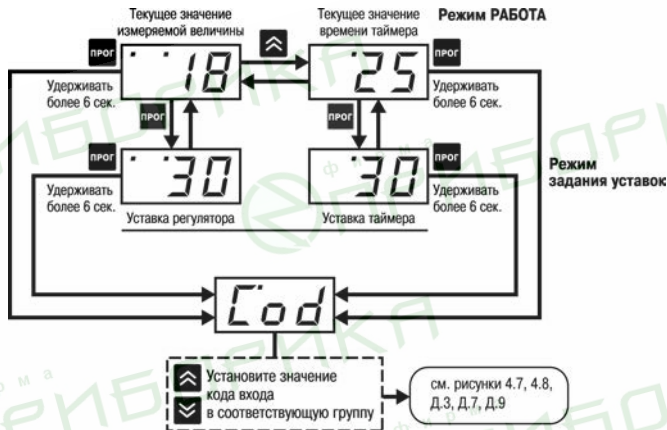 Текущее значение
измеряемой величины
Текущее значение
времени таймера
Режим РАБОТА
ПРОГ
18
25
ПРОГ
Удерживать
более 6 сек.
Удерживать
более 6 сек.
ПРОГ
ПРОГ
ПРОГ
30
30
ПРОГ
Режим
задания уставок
Удерживать
более 6 сек.
Удерживать
более 6 сек.
Уставка регулятора
Уставка таймера
Cod
Установите значение
кода входа
в соответствующую группу
см. рисунки 4.7, 4.8,
Д.3, Д.7, Д.9
фирма
ПРИБОРИКА